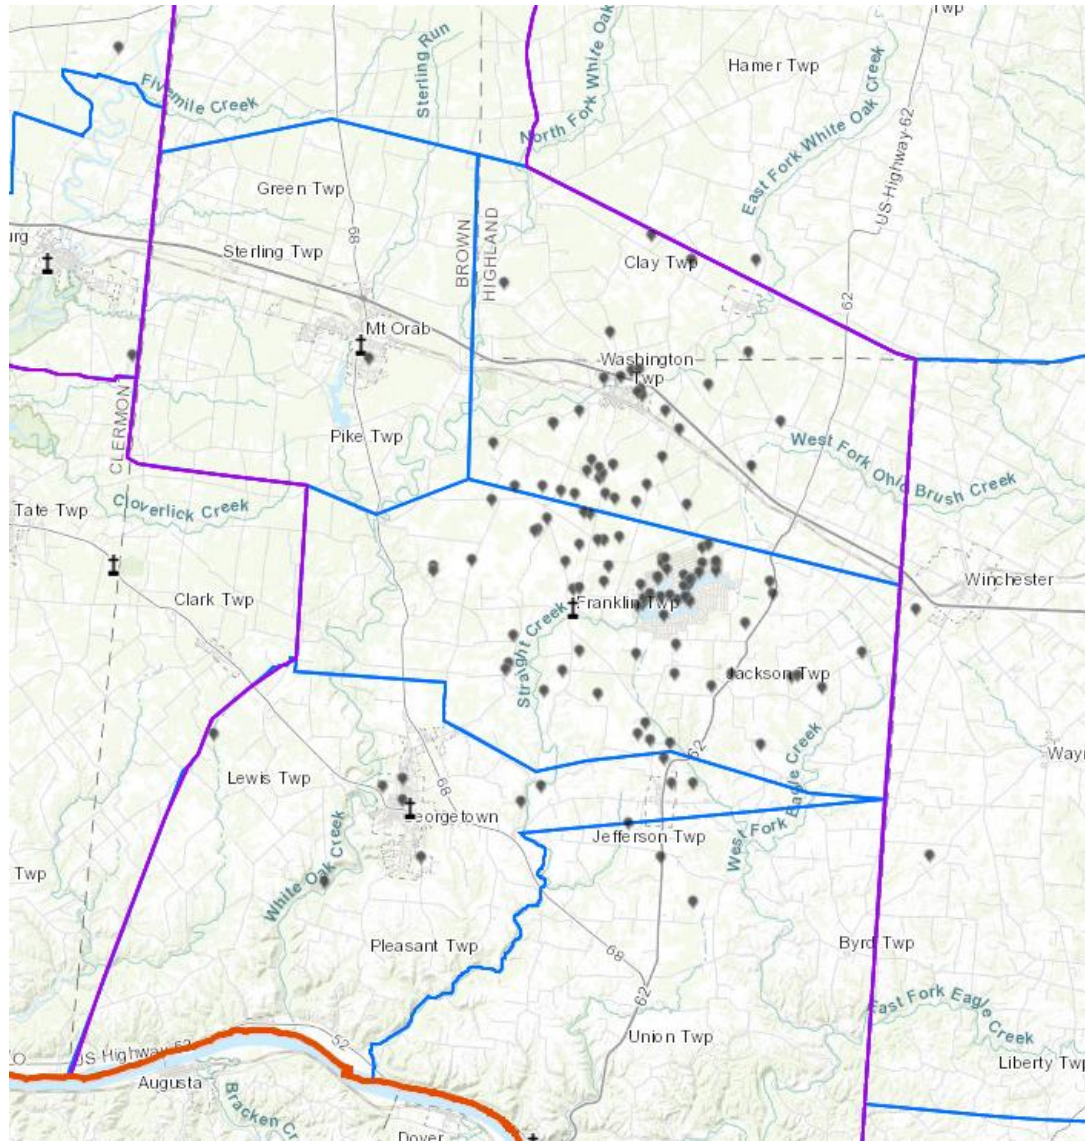 Twp
Hamer Twp
Sterling Run
North Fork White Oak
Fivemile Creek
East Fork White Oak Creek
US-Highway-62
Green Twp
68
BROWN
HIGHLAND
urg
Sterling Twp
Clay Twp
62
Mt Orab
Washington
Twp
CLERMON
Pike Twp
West Fork Ohio Brush Creek
Cloverlick Creek
Tate Twp
Winchester
Clark Twp
Franklin Twp
Straight Creek
Jackson Twp
62
Way
Lewis Twp
68
West Fork Eagle Creek
Georgetown
Jefferson Twp
White Oak Creek
Twp
Pleasant Twp
Byrd Twp
68
62
East Fork Eagle Creek
Union Twp
52
US-Highway-52
Liberty Twp
Augusta
Bracken Cr
Dover